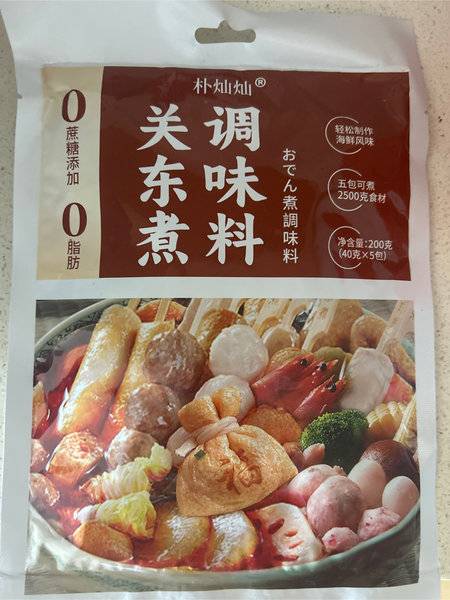 朴灿灿®
0蔗糖添加
0脂肪
关东煮
调味料
おでん煮調味料
轻松制作
海鲜风味
五包可煮
2500克食材
净含量:200克
(40克×5包)
福